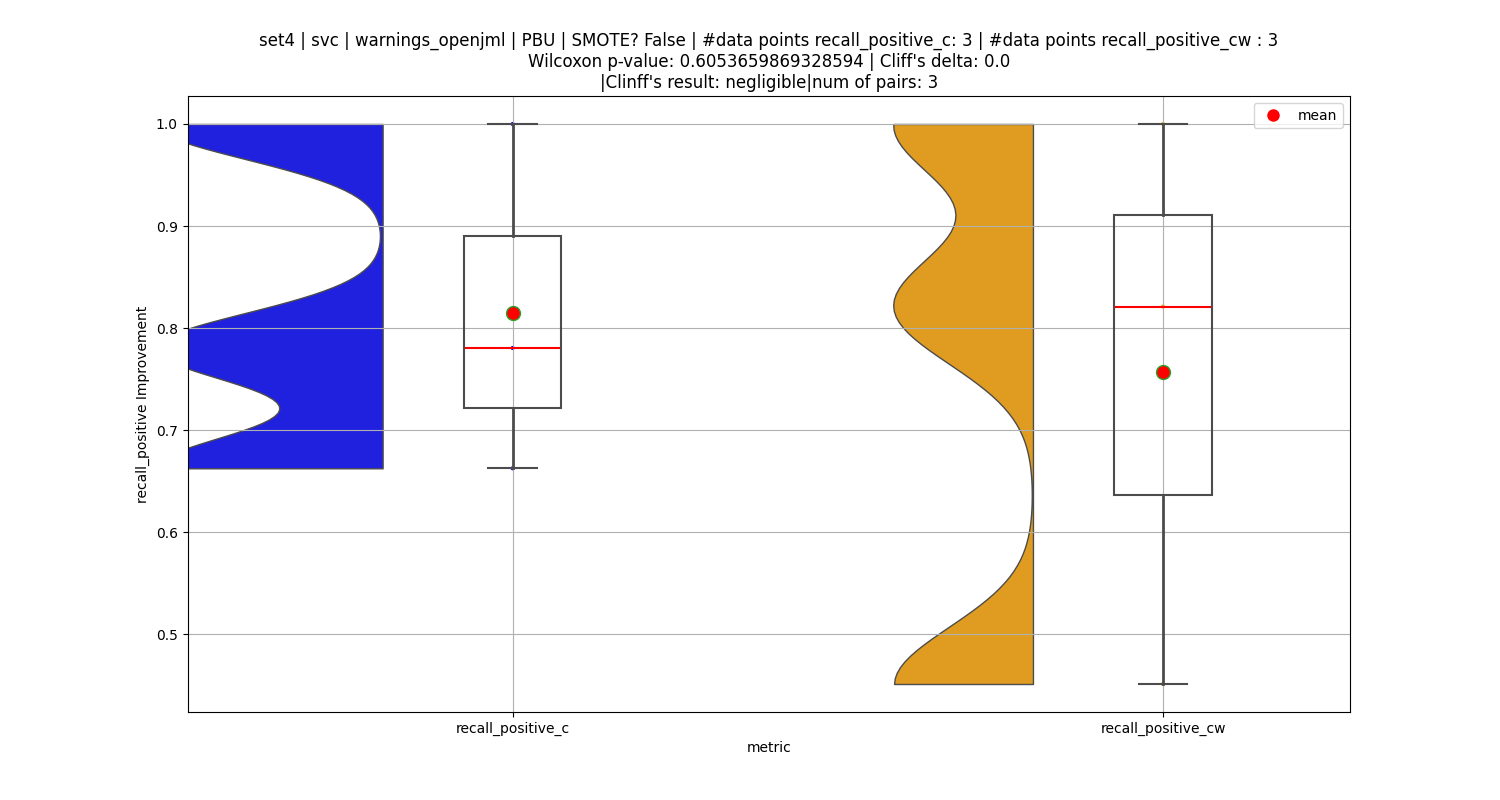 set4 | svc | warnings_openjml | PBU | SMOTE? False | #data points recall_positive_c: 3 | #data points recall_positive_cw : 3
Wilcoxon p-value: 0.6053659869328594 | Cliff's delta: 0.0
|Clinff's result: negligible|num of pairs: 3
mean
1.0
0.9
0.8
0.7
0.6
0.5
recall_positive Improvement
recall_positive_c
recall_positive_cw
metric